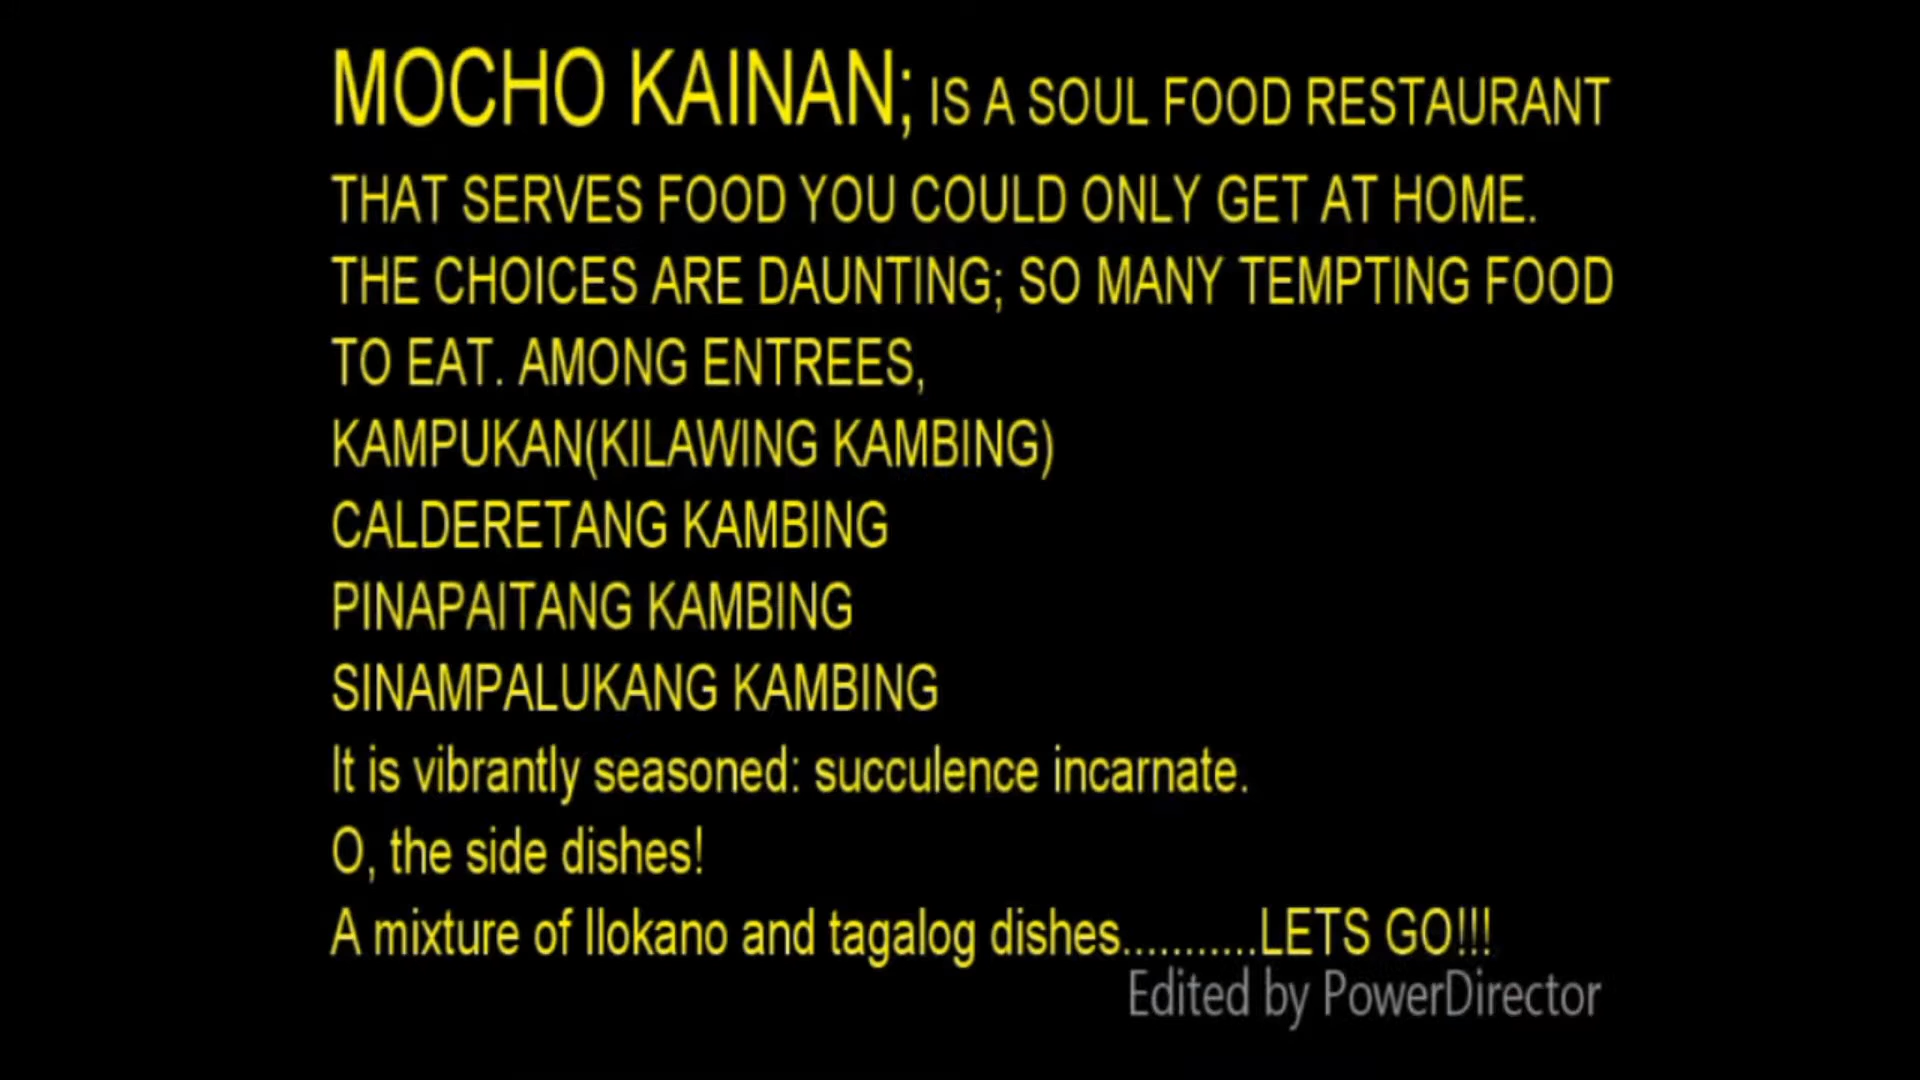 MOCHO KAINAN; IS A SOUL FOOD RESTAURANT
THAT SERVES FOOD YOU COULD ONLY GET AT HOME.
THE CHOICES ARE DAUNTING; SO MANY TEMPTING FOOD
TO EAT. AMONG ENTREES,
KAMPUKAN(KILAWING KAMBING)
CALDERETANG KAMBING
PINAPAITANG KAMBING
SINAMPALUKANG KAMBING
It is vibrantly seasoned: succulence incarnate.
O, the side dishes!
A mixture of Ilokano and tagalog dishes...........LETS GO!!!
Edited by PowerDirector